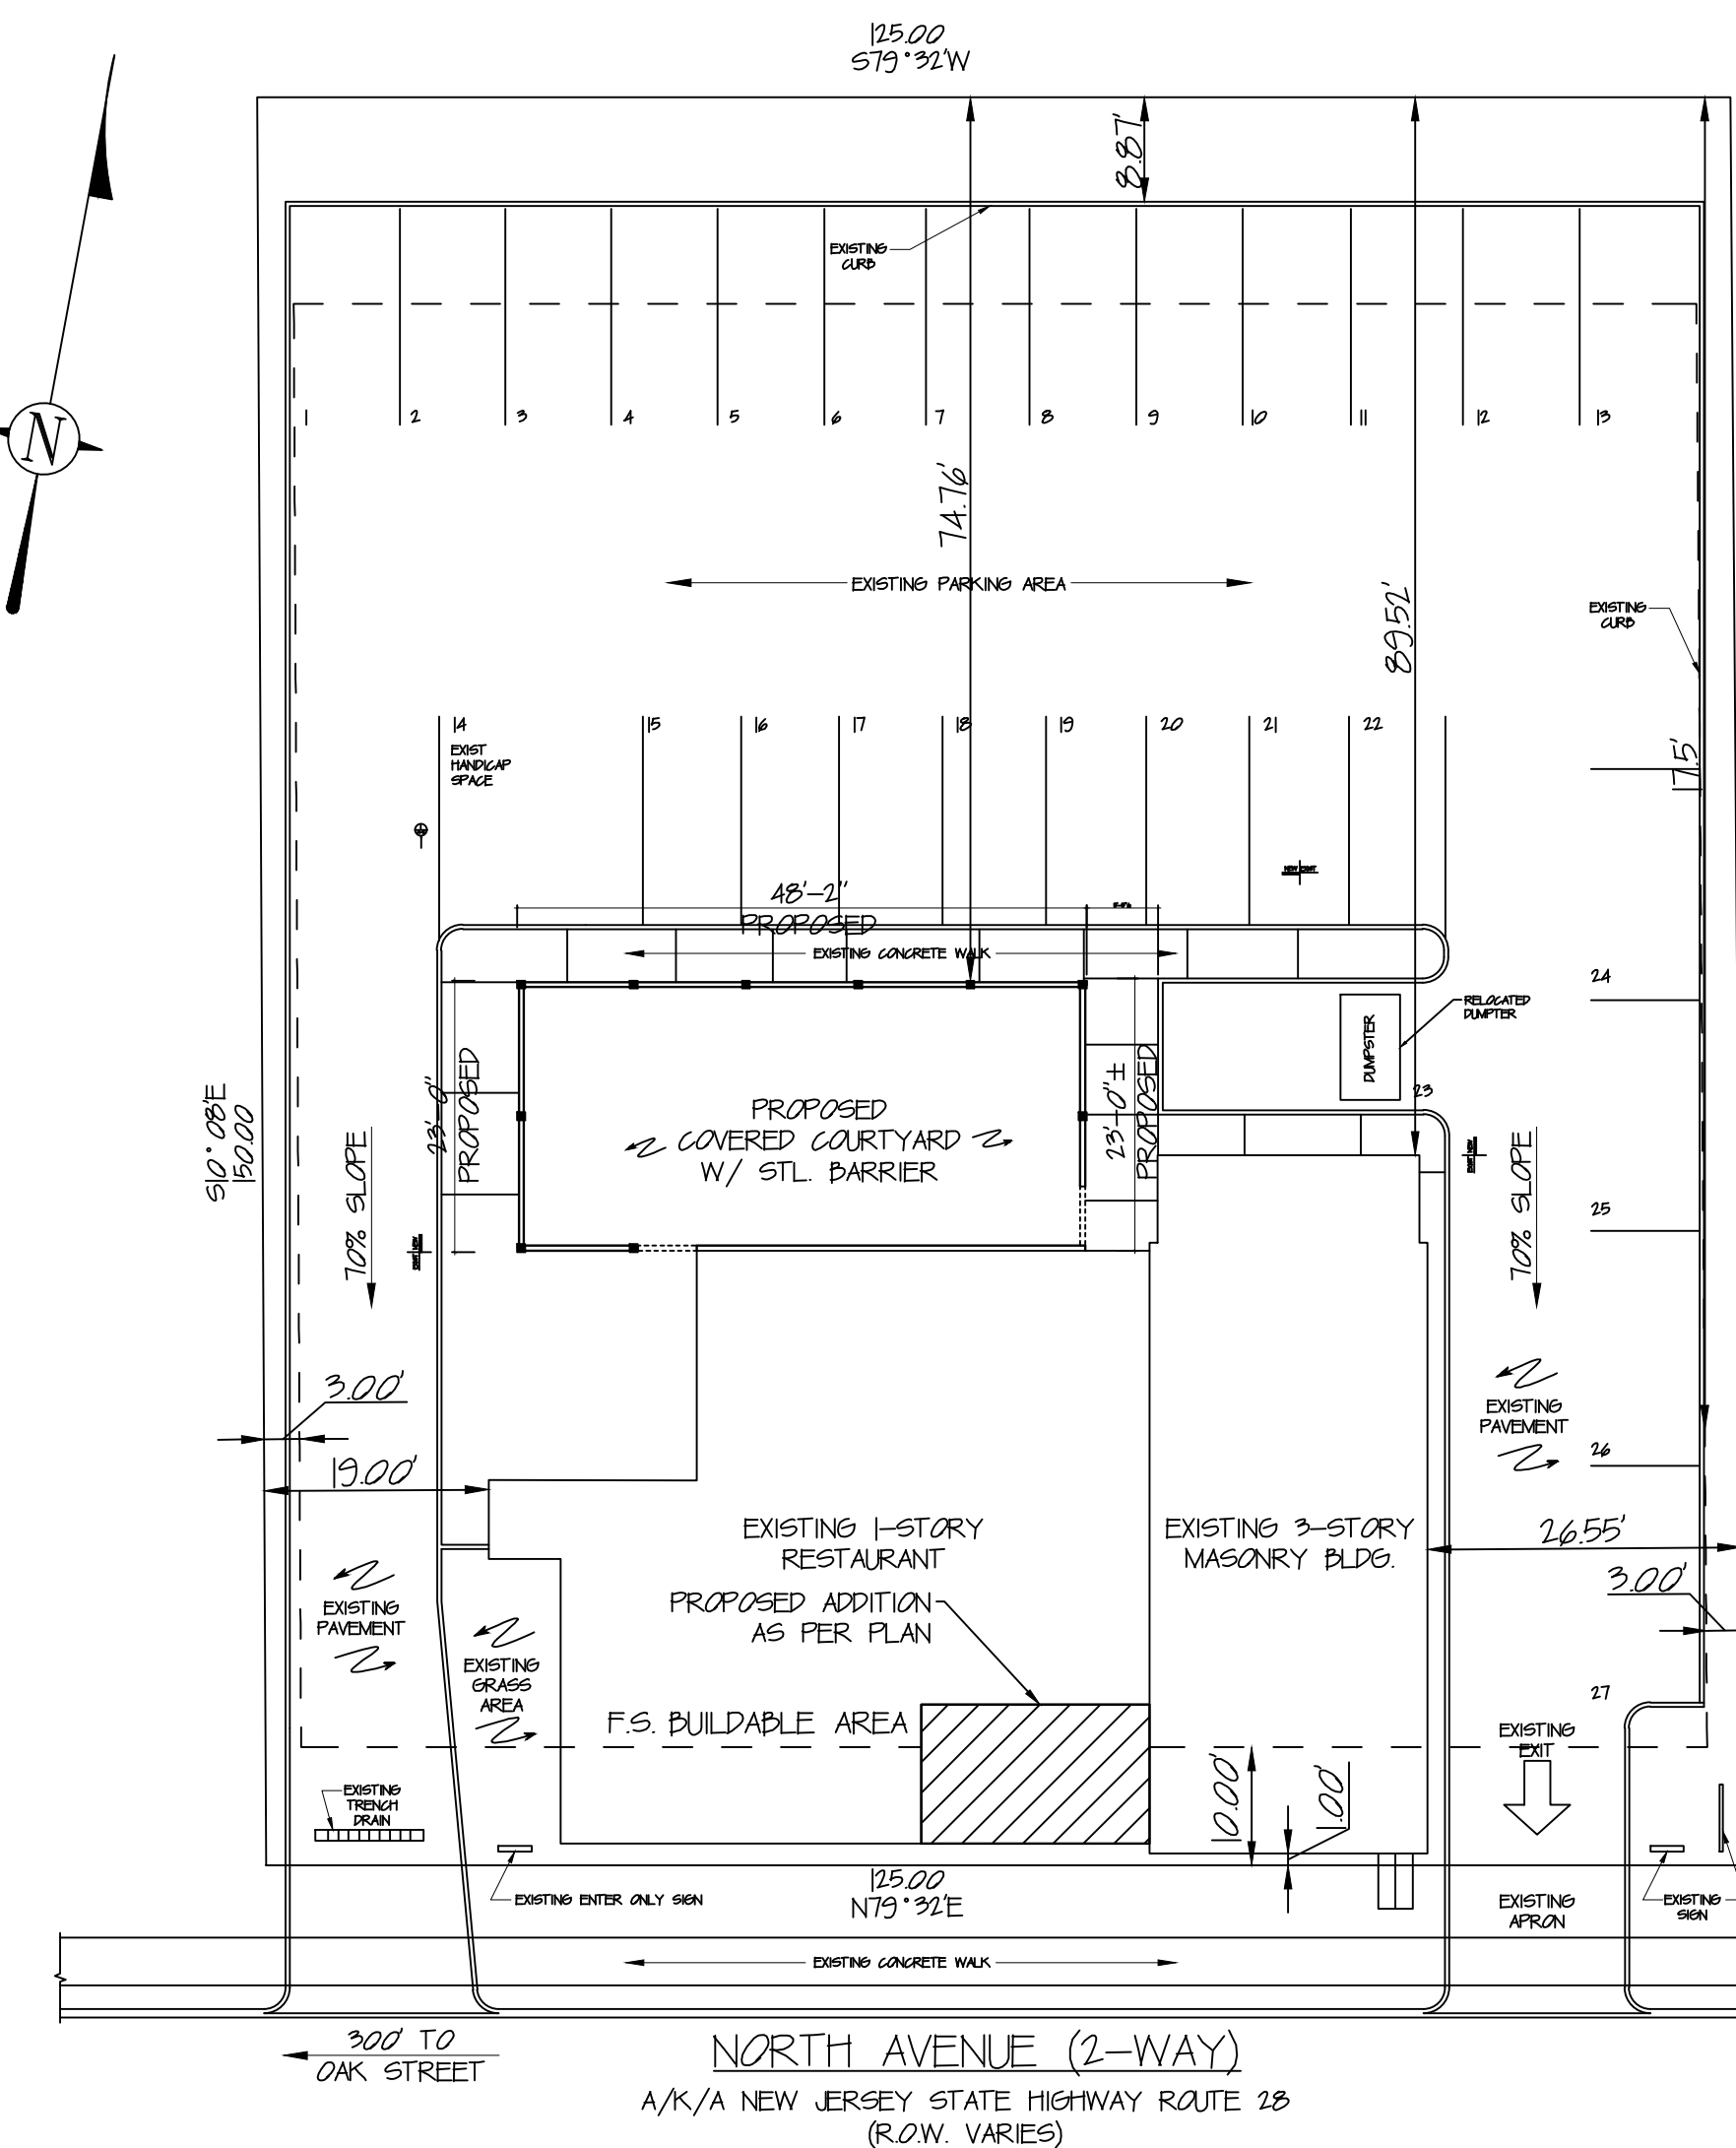 125.00
S79°32'W
8.87'
EXISTING
CURB
N
1 2 3 4 5 6 7 8 9 10 11 12 13
74.76'
EXISTING PARKING AREA
89.52'
EXISTING
CURB
14 15 16 17 18 19 20 21 22
EXIST
HANDICAP
SPACE
48'-2"
PROPOSED
EXISTING CONCRETE WALK
24
RELOCATED
DUMPTER
DUMPSTER
23
23'-0"
PROPOSED
PROPOSED
COVERED COURTYARD
W/ STL. BARRIER
23'-0"±
PROPOSED
S10°08'E
150.00
70% SLOPE
70% SLOPE
25
3.00'
EXISTING
PAVEMENT
26
19.00'
EXISTING 1-STORY
RESTAURANT
EXISTING 3-STORY
MASONRY BLDG.
26.55'
3.00'
PROPOSED ADDITION
AS PER PLAN
EXISTING
PAVEMENT
EXISTING
GRASS
AREA
F.S. BUILDABLE AREA
27
EXISTING
EXIT
EXISTING
TRENCH
DRAIN
10.00'
1.00'
EXISTING ENTER ONLY SIGN
125.00
N79°32'E
EXISTING
APRON
EXISTING
SIGN
EXISTING CONCRETE WALK
300' TO
OAK STREET
NORTH AVENUE (2-WAY)
A/K/A NEW JERSEY STATE HIGHWAY ROUTE 28
(R.O.W. VARIES)